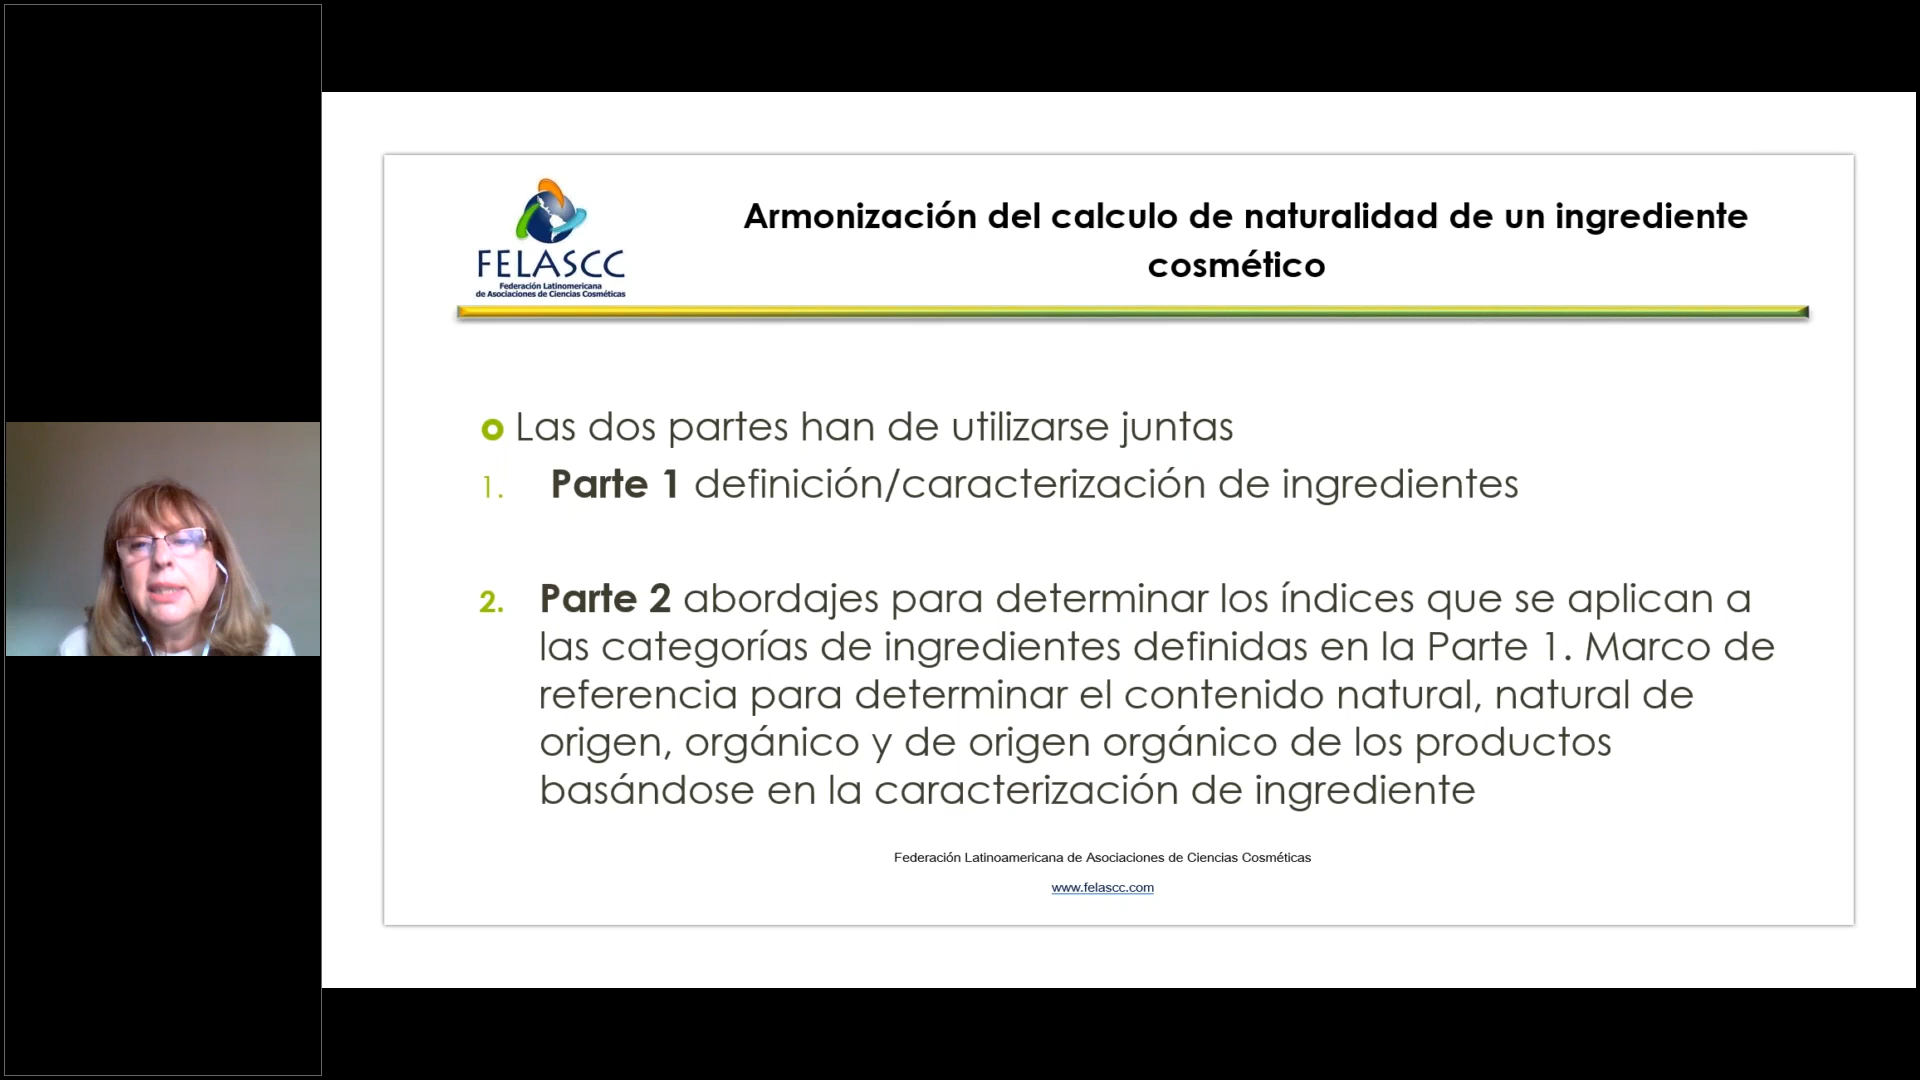 FELASCC
Federación Latinomericana
de Asociaciones de Ciencias Cosméticas
Armonización del calculo de naturalidad de un ingrediente
cosmético
Las dos partes han de utilizarse juntas
1. Parte 1 definición/caracterización de ingredientes
2. Parte 2 abordajes para determinar los índices que se aplican a
las categorías de ingredientes definidas en la Parte 1. Marco de
referencia para determinar el contenido natural, natural de
origen, orgánico y de origen orgánico de los productos
basándose en la caracterización de ingrediente
Federación Latinoamericana de Asociaciones de Ciencias Cosméticas
www.felascc.com